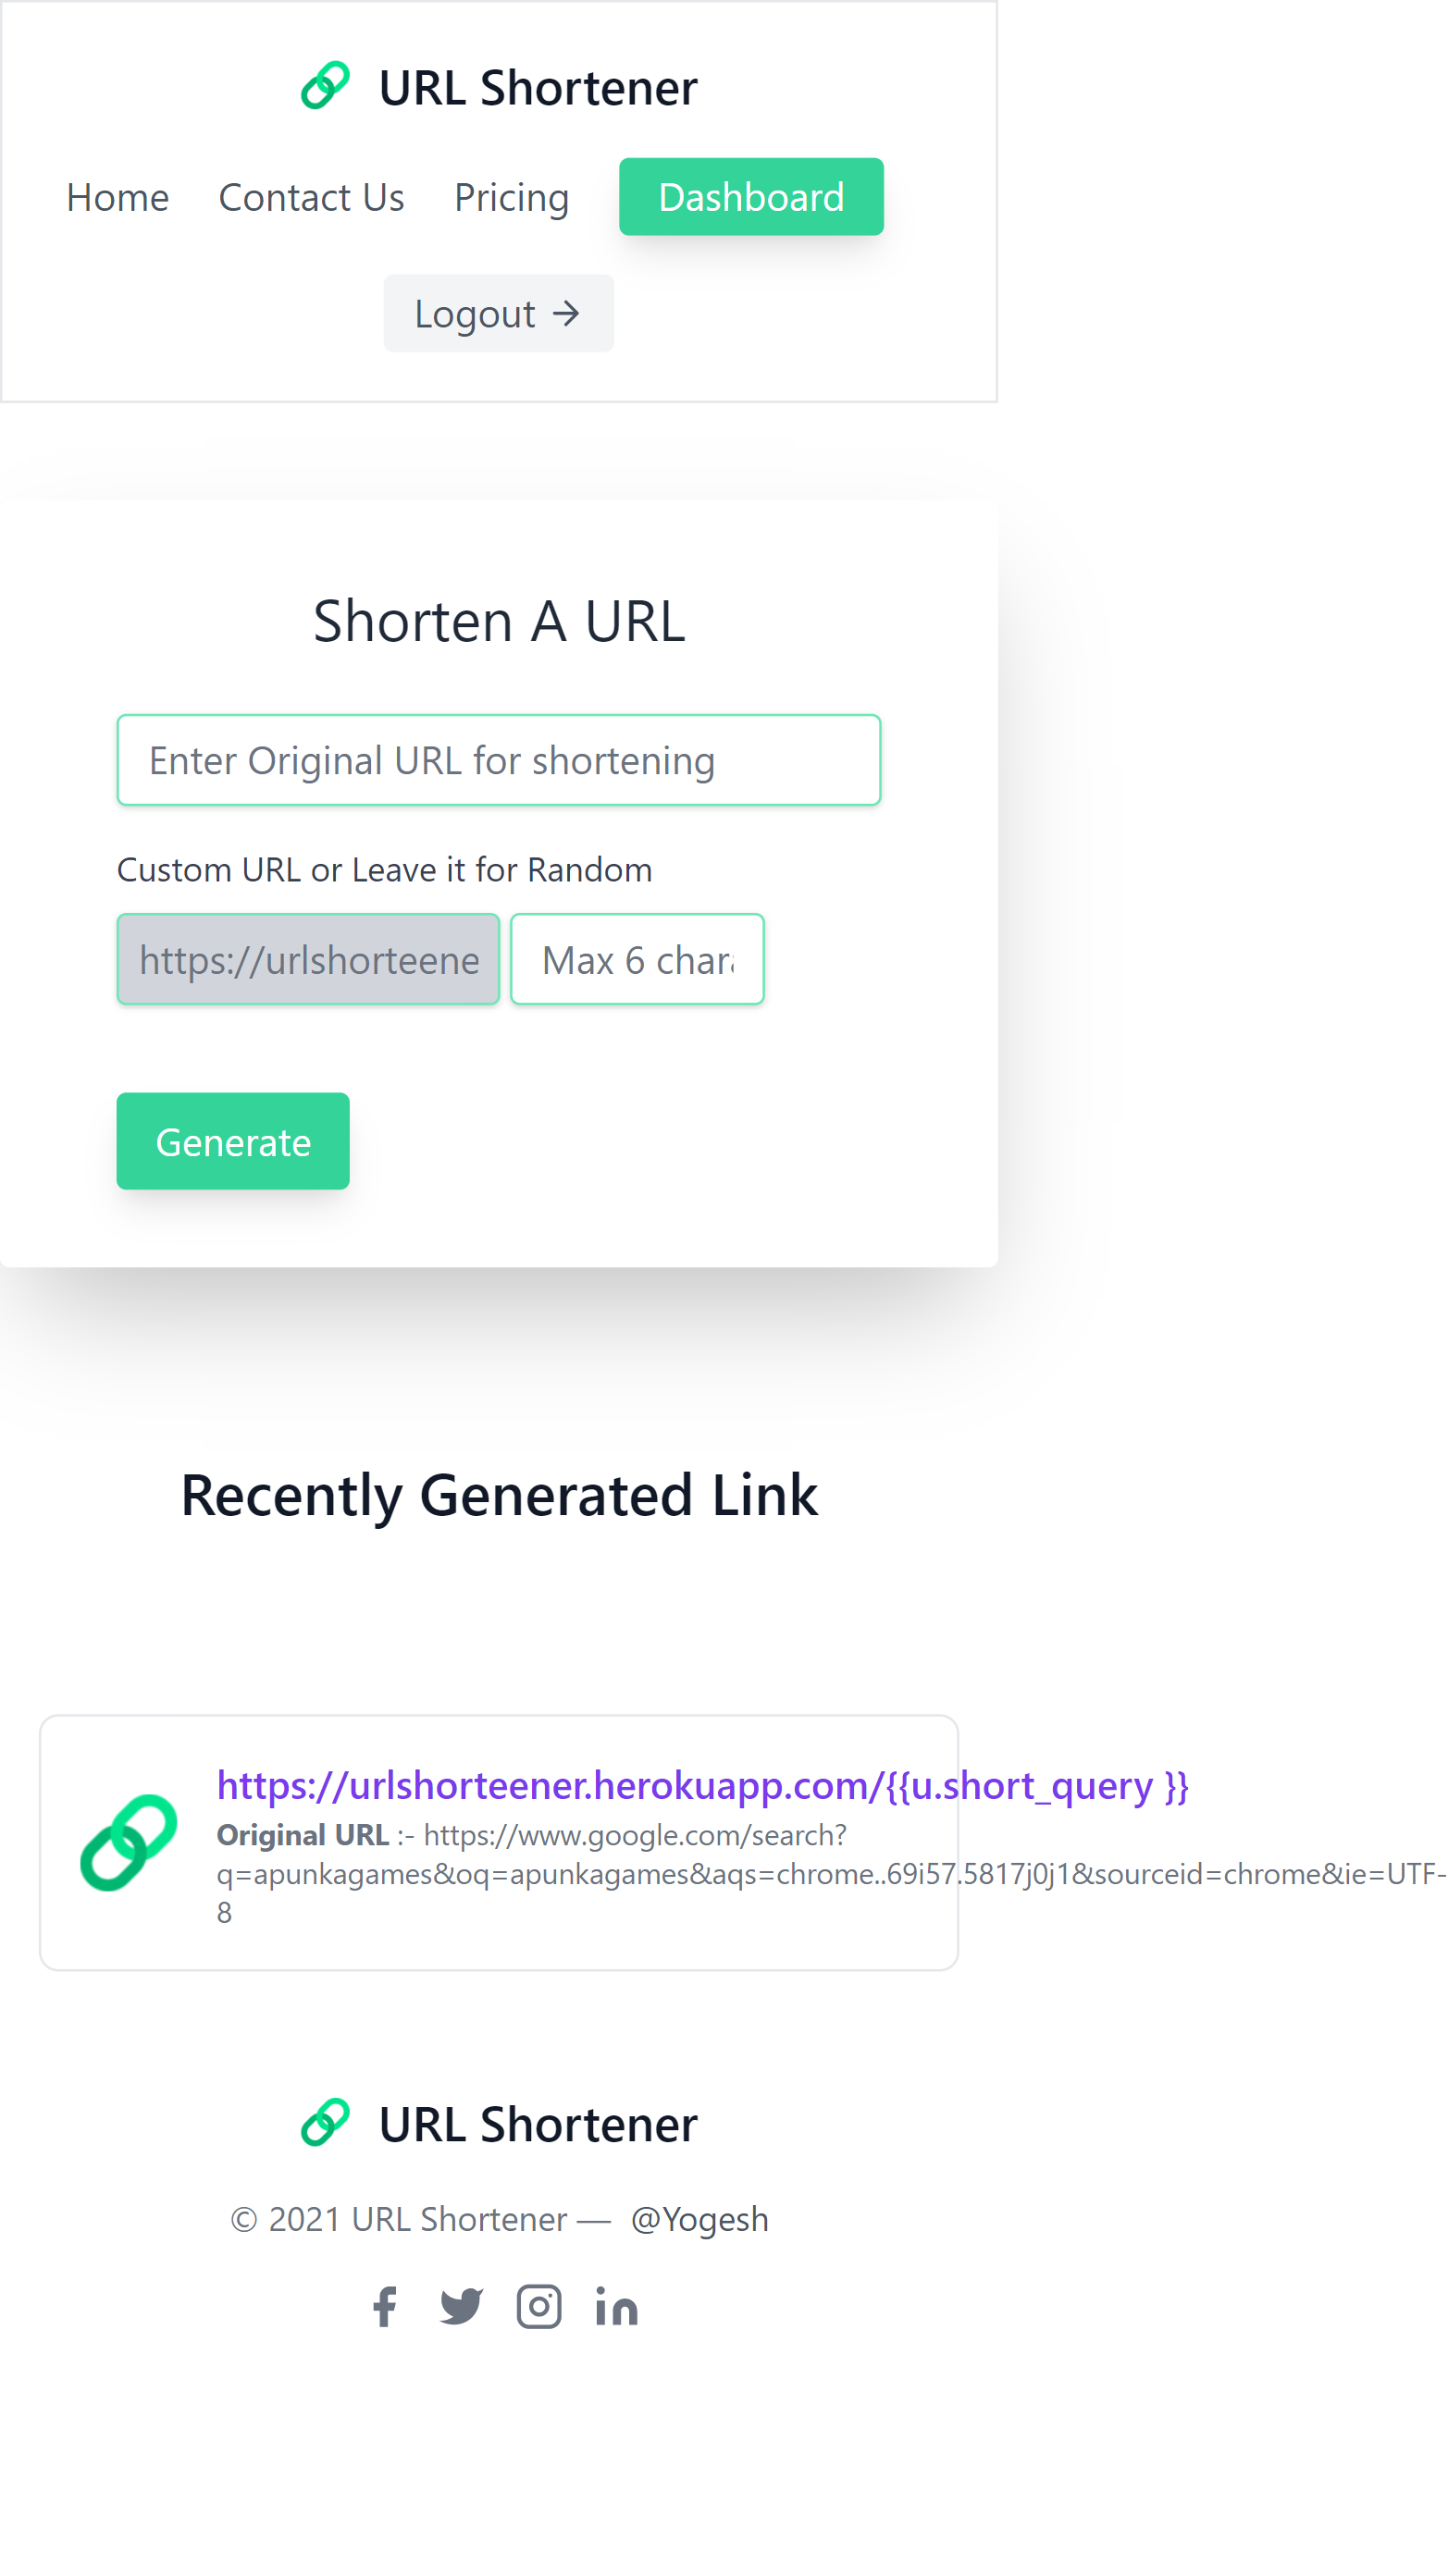 URL Shortener
Home Contact Us Pricing Dashboard
Logout →
Shorten A URL
Enter Original URL for shortening
Custom URL or Leave it for Random
https://urlshorteene Max 6 char
Generate
Recently Generated Link
https://urlshorteener.herokuapp.com/{{u.short_query }}
Original URL :- https://www.google.com/search?
q=apunkagames&oq=apunkagames&aqs=chrome..69i57.5817j0j1&sourceid=chrome&ie=UTF-
8
URL Shortener
© 2021 URL Shortener — @Yogesh